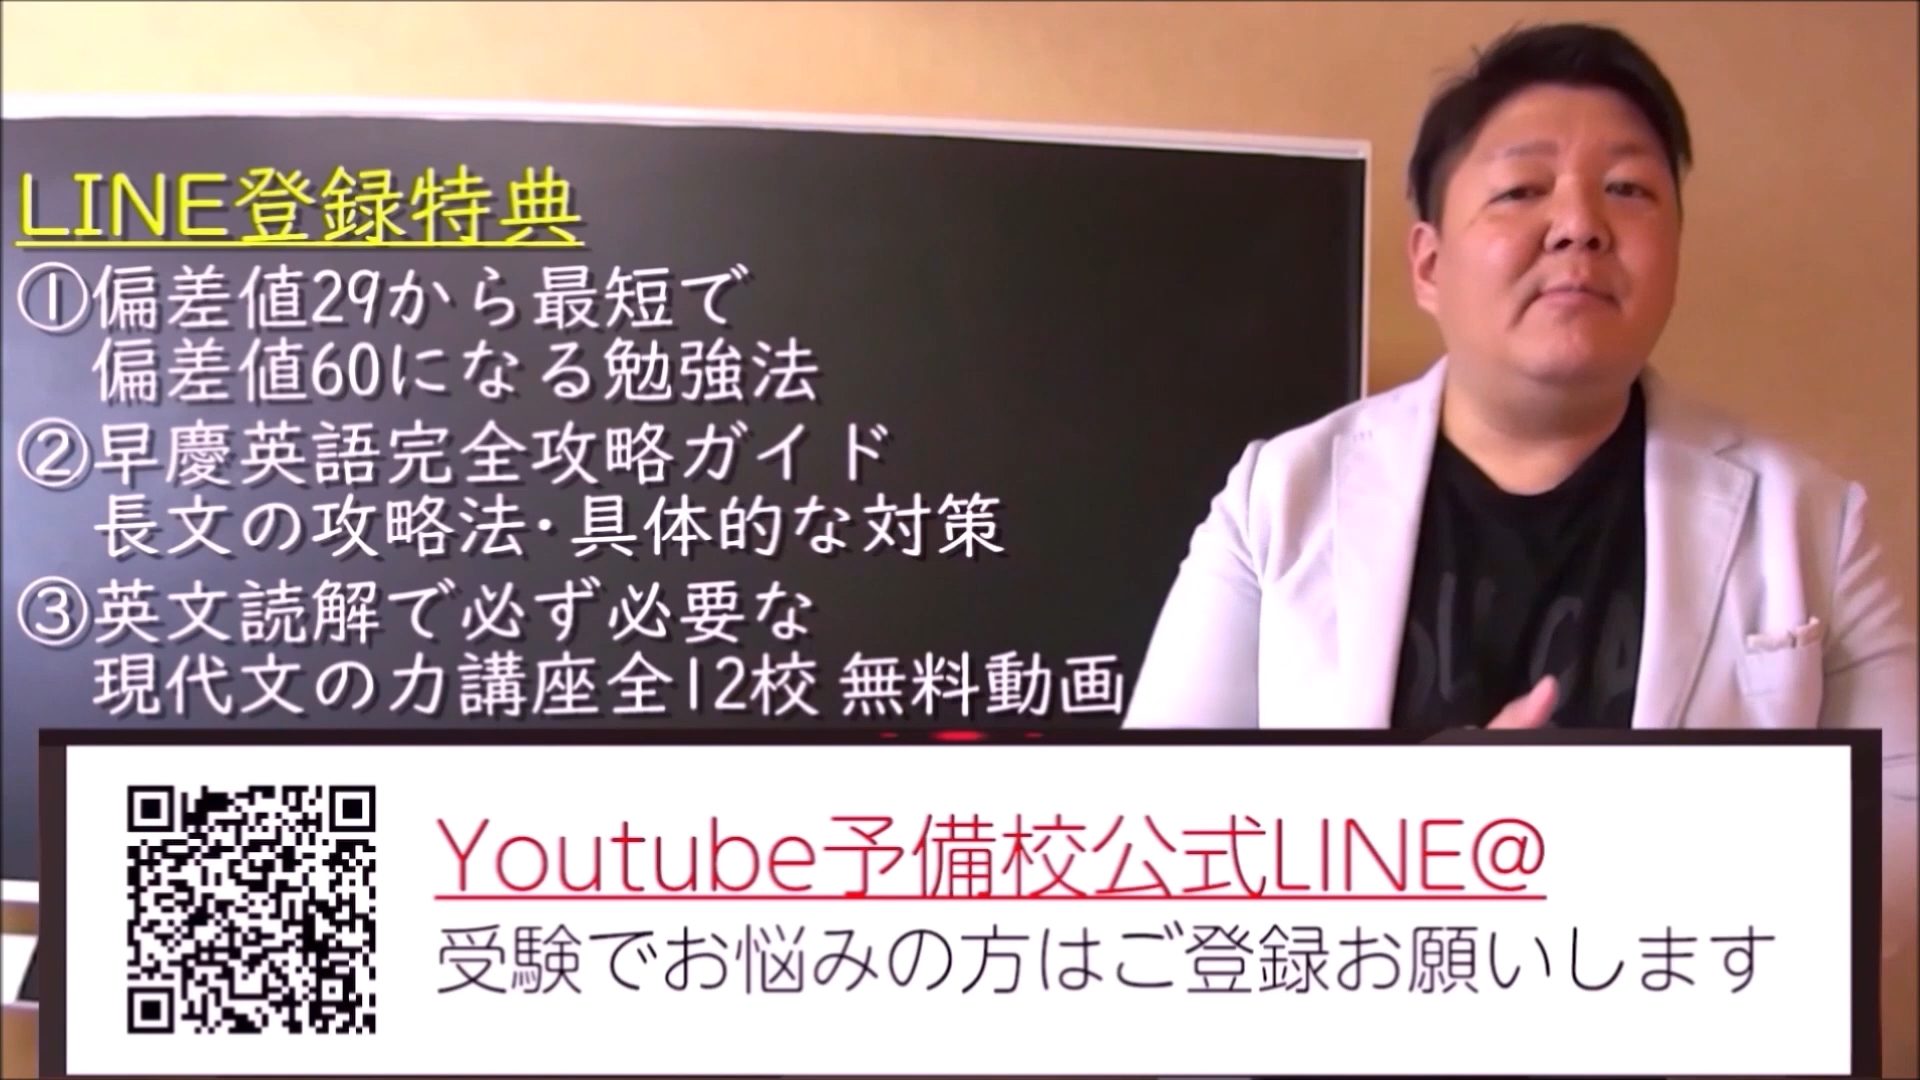 LINE登録特典
①偏差値29から最短で
偏差値60になる勉強法
②早慶英語完全攻略ガイド
長文の攻略法・具体的な対策
③英文読解で必ず必要な
現代文の力講座全12校 無料動画
Youtube予備校公式LINE@
受験でお悩みの方はご登録お願いします